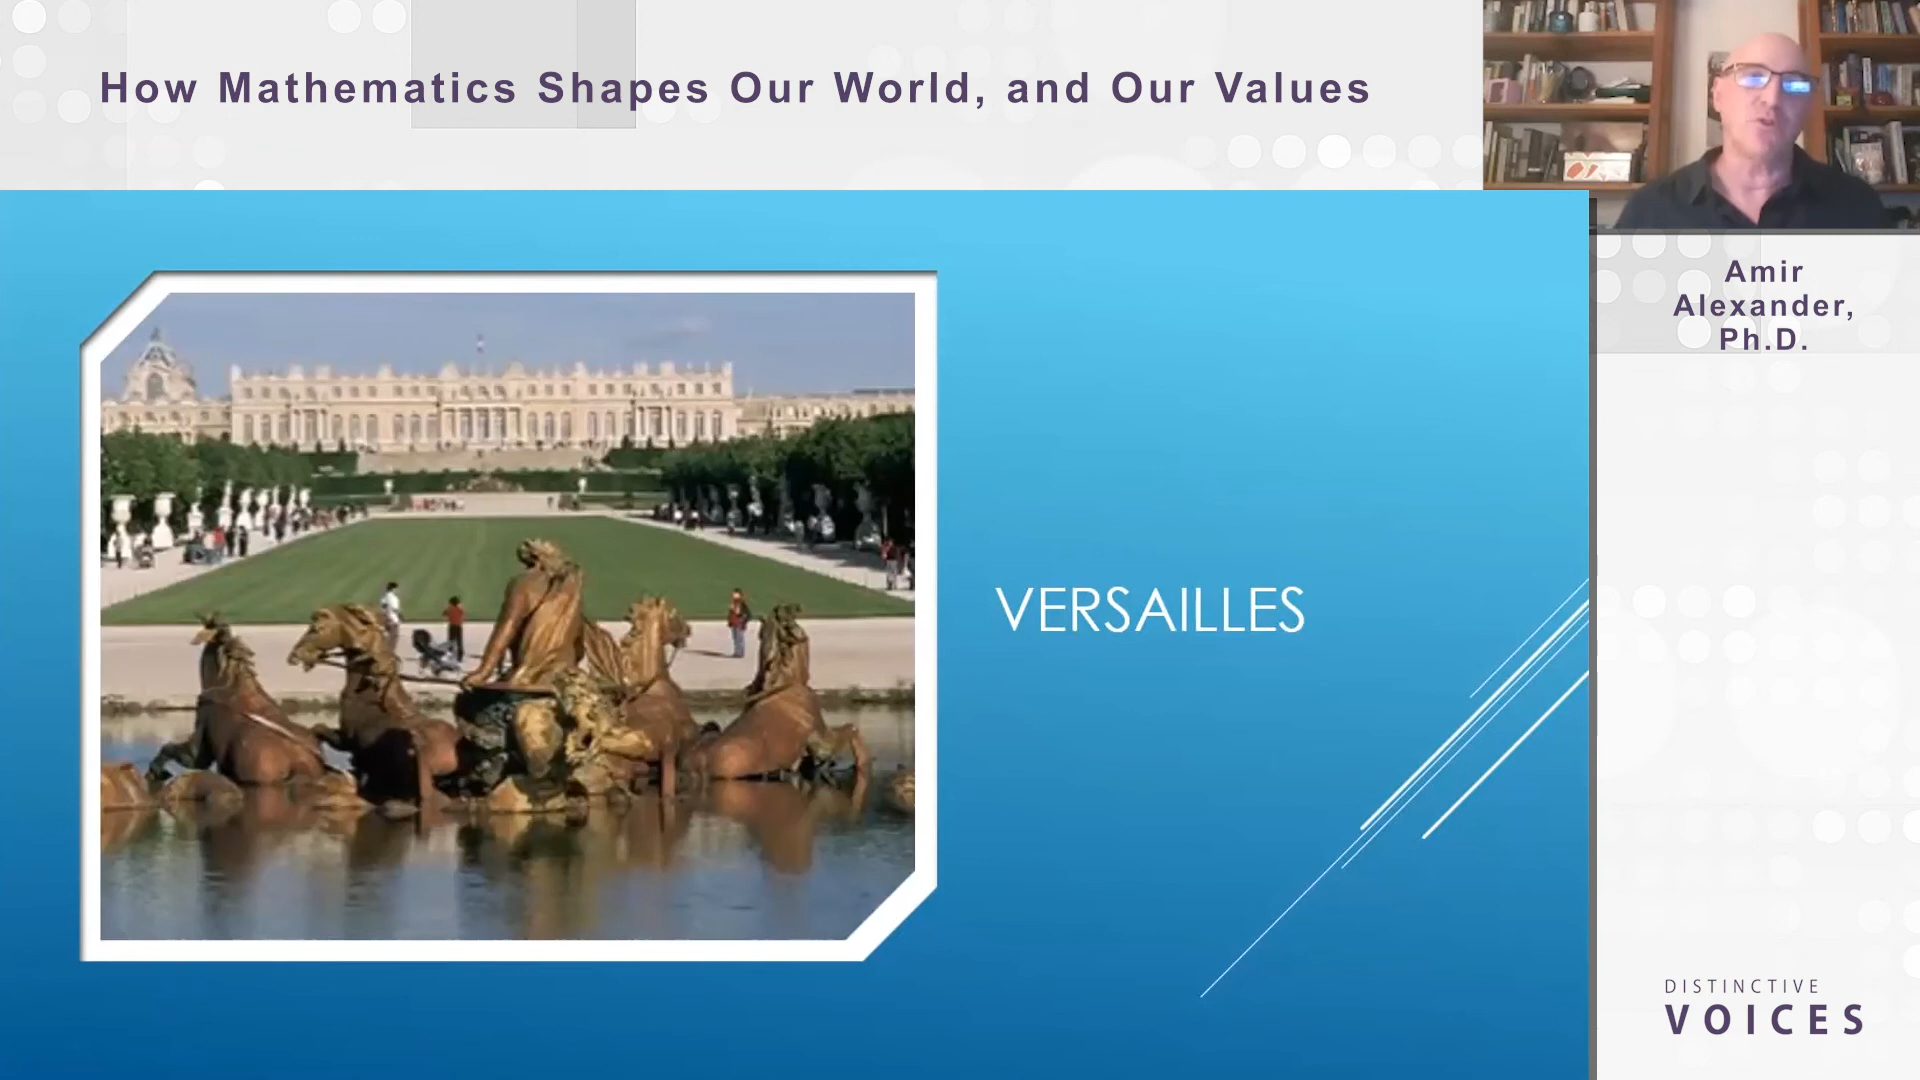 How Mathematics Shapes Our World, and Our Values
Amir
Alexander,
Ph.D.
VERSAILLES
DISTINCTIVE
VOICES